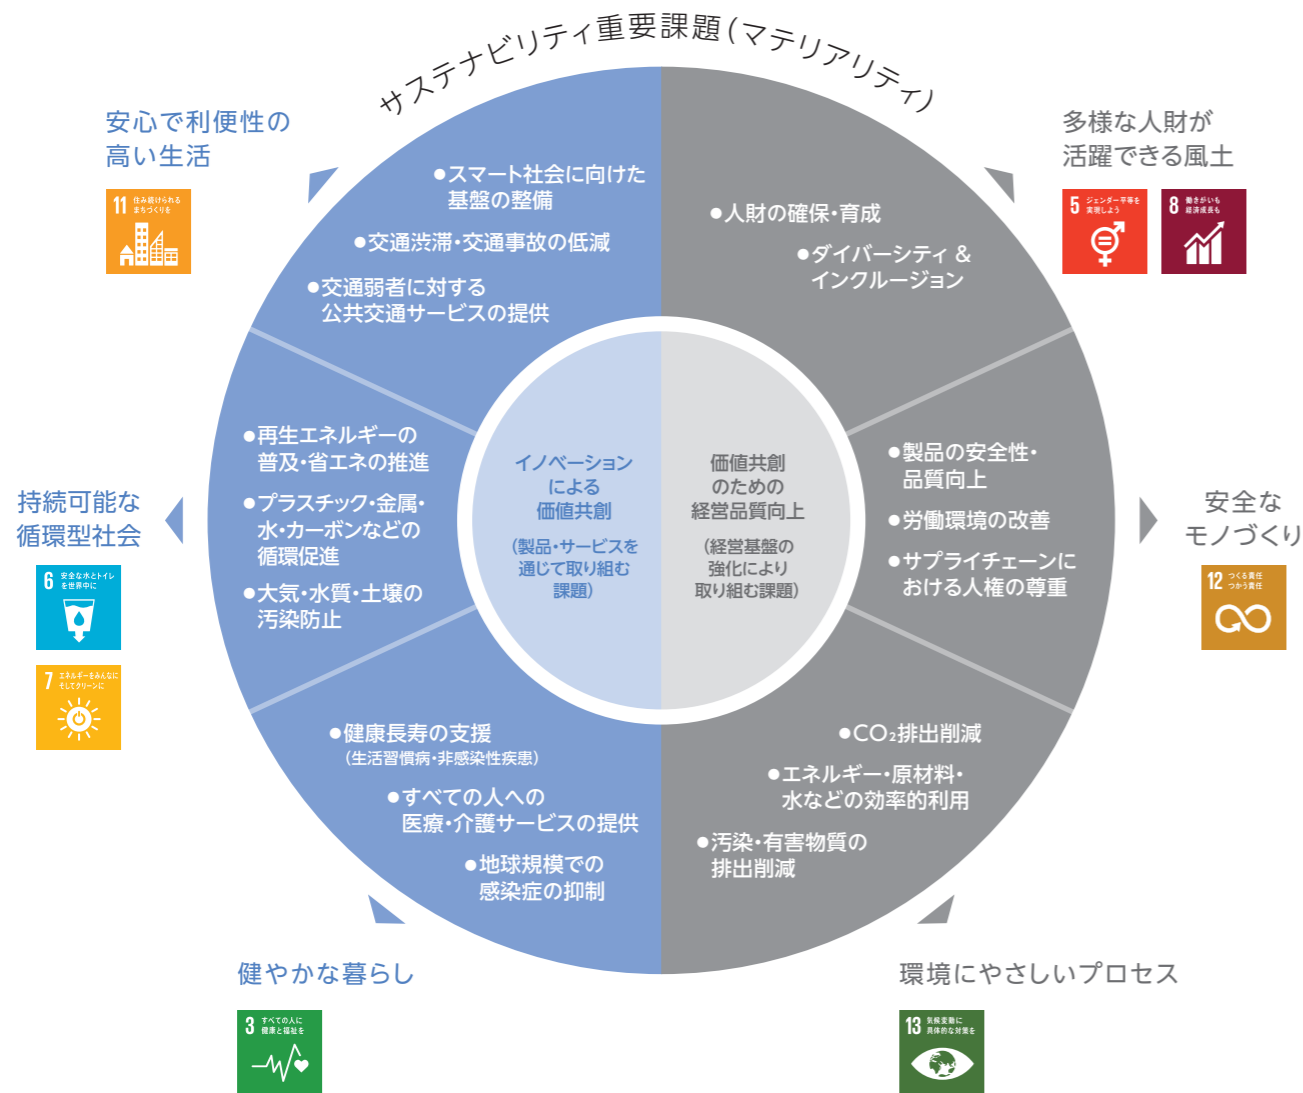 サステナビリティ重要課題(マテリアリティ)
安心で利便性の
高い生活
11 住み続けられる
まちづくりを
●スマート社会に向けた
基盤の整備
●交通渋滞・交通事故の低減
●交通弱者に対する
公共交通サービスの提供
持続可能な
循環型社会
6 安全な水とトイレ
を世界中に
7 エネルギーをみんなに
そしてクリーンに
●再生エネルギーの
普及・省エネの推進
●プラスチック・金属・
水・カーボンなどの
循環促進
●大気・水質・土壌の
汚染防止
健やかな暮らし
3 すべての人に
健康と福祉を
●健康長寿の支援
(生活習慣病・非感染性疾患)
●すべての人への
医療・介護サービスの提供
●地球規模での
感染症の抑制
イノベーション
による
価値共創
(製品・サービスを
通じて取り組む
課題)
価値共創
のための
経営品質向上
(経営基盤の
強化により
取り組む課題)
多様な人財が
活躍できる風土
5 ジェンダー平等を
実現しよう
8 働きがいも
経済成長も
●人財の確保・育成
●ダイバーシティ &
インクルージョン
安全な
モノづくり
12 つくる責任
つかう責任
●製品の安全性・
品質向上
●労働環境の改善
●サプライチェーンに
おける人権の尊重
環境にやさしいプロセス
13 気候変動に
具体的な対策を
●CO₂排出削減
●エネルギー・原材料・
水などの効率的利用
●汚染・有害物質の
排出削減